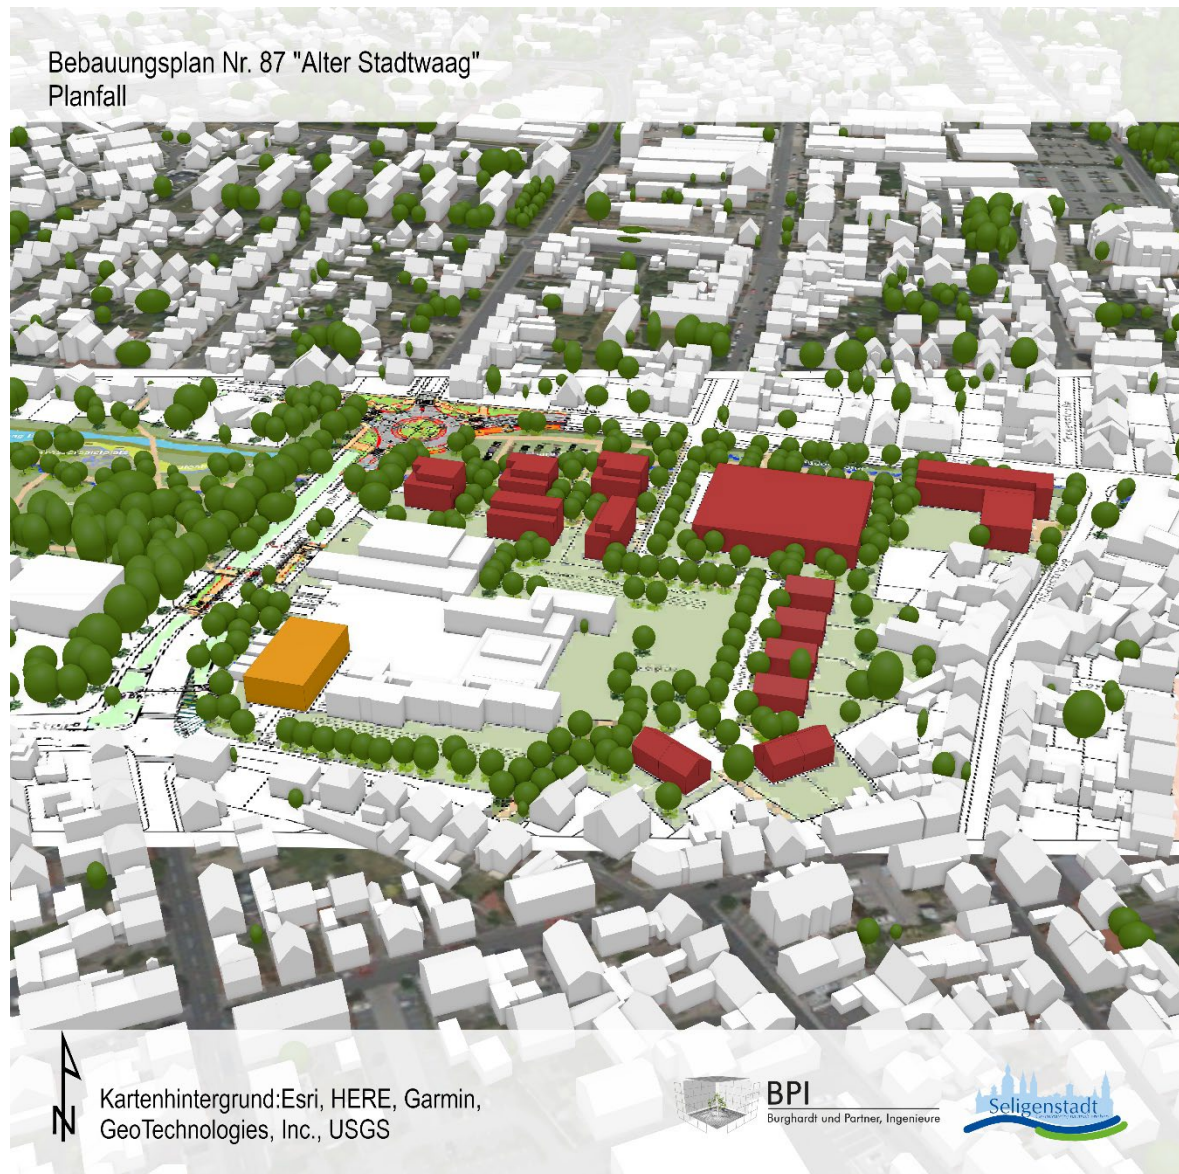 Bebauungsplan Nr. 87 "Alter Stadtwaag"
Planfall
N
Kartenhintergrund:Esri, HERE, Garmin,
GeoTechnologies, Inc., USGS
BPI
Burghardt und Partner, Ingenieure
Seligenstadt